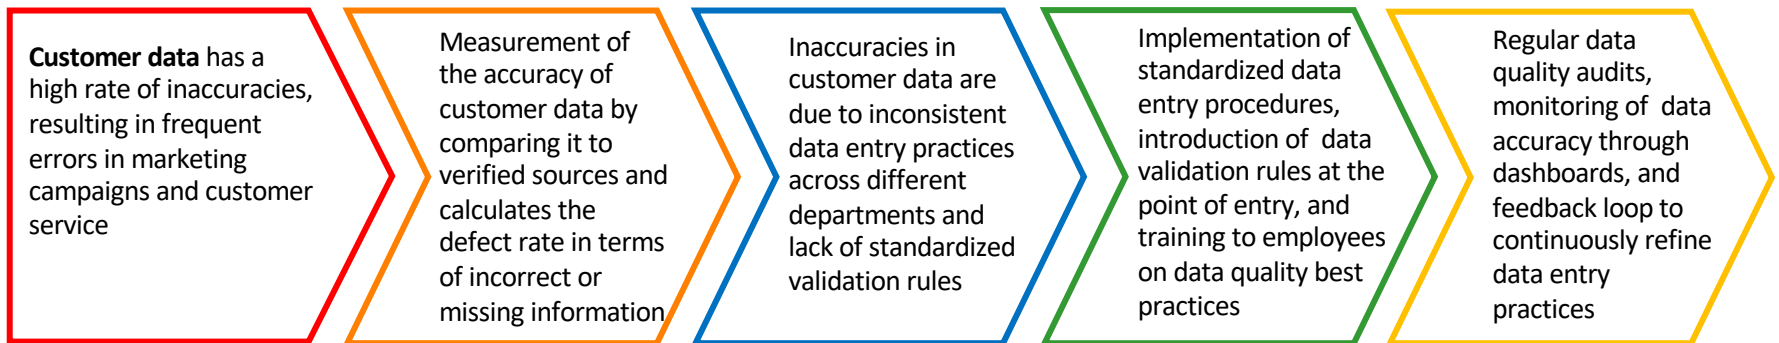 Customer data has a
high rate of inaccuracies,
resulting in frequent
errors in marketing
campaigns and customer
service
Measurement of
the accuracy of
customer data by
comparing it to
verified sources and
calculates the
defect rate in terms
of incorrect or
missing information
Inaccuracies in
customer data are
due to inconsistent
data entry practices
across different
departments and
lack of standardized
validation rules
Implementation of
standardized data
entry procedures,
introduction of data
validation rules at the
point of entry, and
training to employees
on data quality best
practices
Regular data
quality audits,
monitoring of data
accuracy through
dashboards, and
feedback loop to
continuously refine
data entry
practices